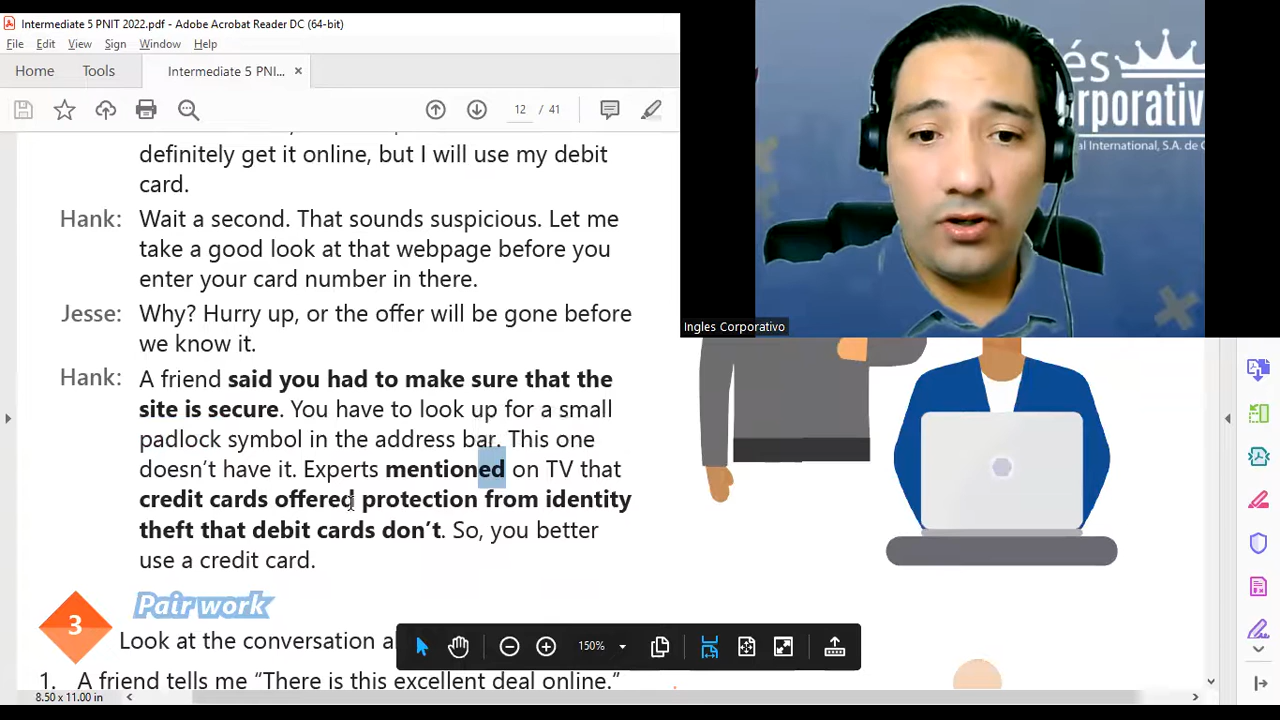 Intermediate 5 PNIT 2022.pdf - Adobe Acrobat Reader DC (64-bit)
File Edit View Sign Window Help
Home Tools Intermediate 5 PNI... ×
12 / 41
definitely get it online, but I will use my debit
card.
Hank: Wait a second. That sounds suspicious. Let me
take a good look at that webpage before you
enter your card number in there.
Jesse: Why? Hurry up, or the offer will be gone before
we know it.
Hank: A friend said you had to make sure that the
site is secure. You have to look up for a small
padlock symbol in the address bar. This one
doesn't have it. Experts mentioned on TV that
credit cards offered protection from identity
theft that debit cards don't. So, you better
use a credit card.
3 Pair work
Look at the conversation
1. A friend tells me "There is this excellent deal online."
150%
8.50 x 11.00 in
és
rporativ
al International, S.A. de C
Ingles Corporativo